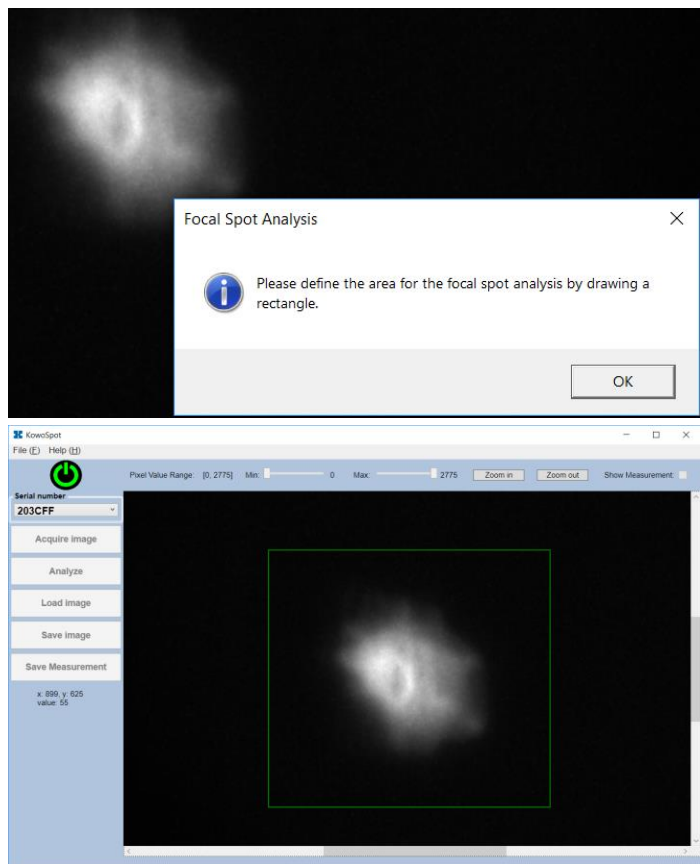 Focal Spot Analysis
Please define the area for the focal spot analysis by drawing a
rectangle.
OK
KowoSpot
File (F) Help (H)
Pixel Value Range: [0, 2775] Min: 0 Max: 2775 Zoom in Zoom out Show Measurement:
Serial number
203CFF
Acquire image
Analyze
Load image
Save image
Save Measurement
x: 899, y: 625
value: 55